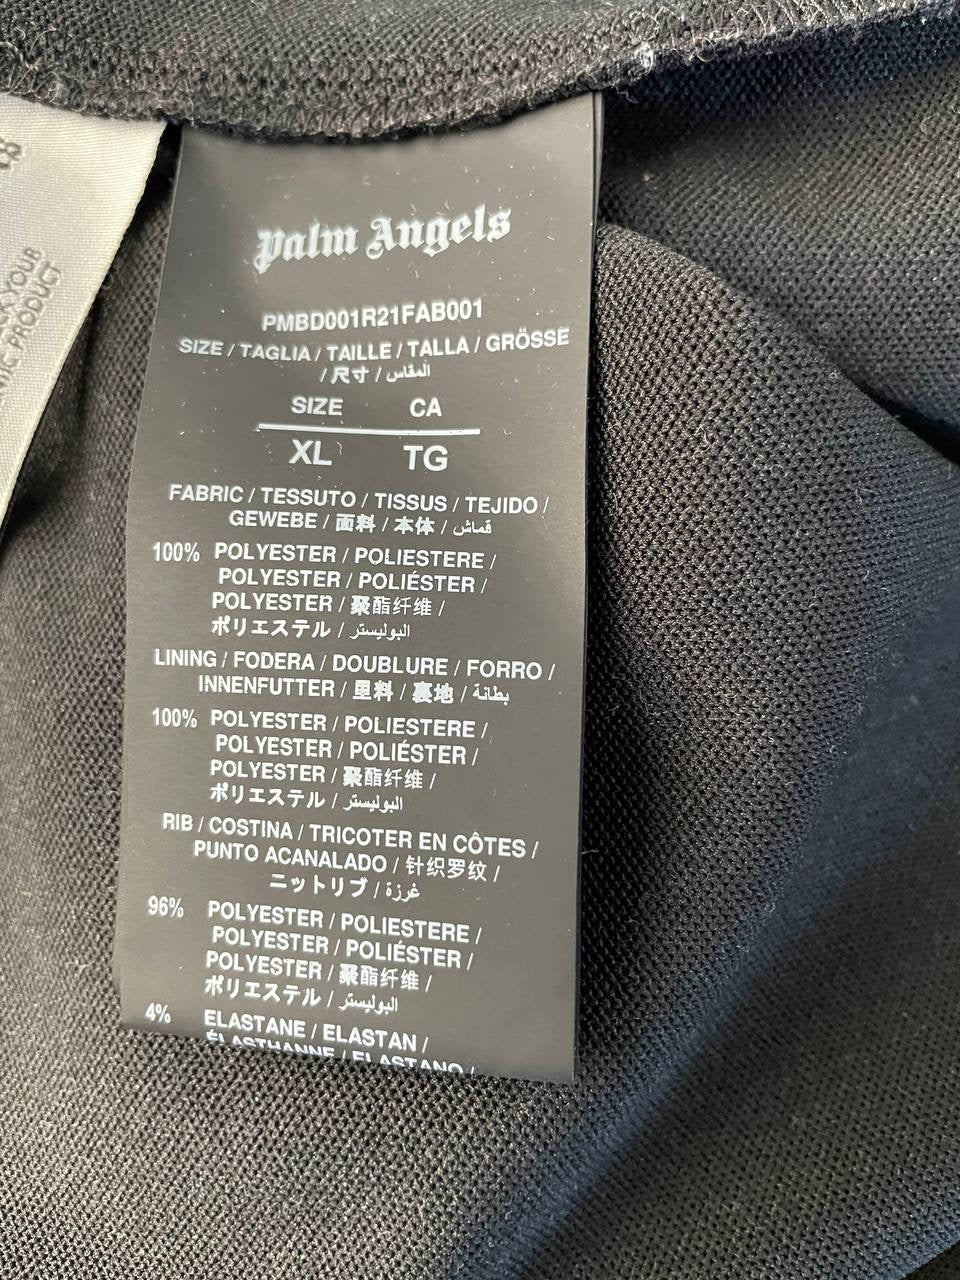 Palm Angels
PMBD001R21FAB001
SIZE / TAGLIA / TAILLE / TALLA / GRÖSSE
/ 尺寸 / المقاس
SIZE CA
XL TG
FABRIC / TESSUTO / TISSUS / TEJIDO /
GEWEBE / 面料 / 本体 / قماش
100% POLYESTER / POLIESTERE /
POLYESTER / POLIÉSTER /
POLYESTER / 聚酯纤维 /
ポリエステル / البوليستر
LINING / FODERA / DOUBLURE / FORRO /
INNENFUTTER / 里料 / 裏地 / بطانة
100% POLYESTER / POLIESTERE /
POLYESTER / POLIÉSTER /
POLYESTER / 聚酯纤维 /
ポリエステル / البوليستر
RIB / COSTINA / TRICOTER EN CÔTES /
PUNTO ACANALADO / 针织罗纹 /
ニットリブ / غرزة
96% POLYESTER / POLIESTERE /
POLYESTER / POLIÉSTER /
POLYESTER / 聚酯纤维 /
ポリエステル / البوليستر
4% ELASTANE / ELASTAN /
ÉLASTHANNE / ELASTANO /
YOUR
PRODUCT